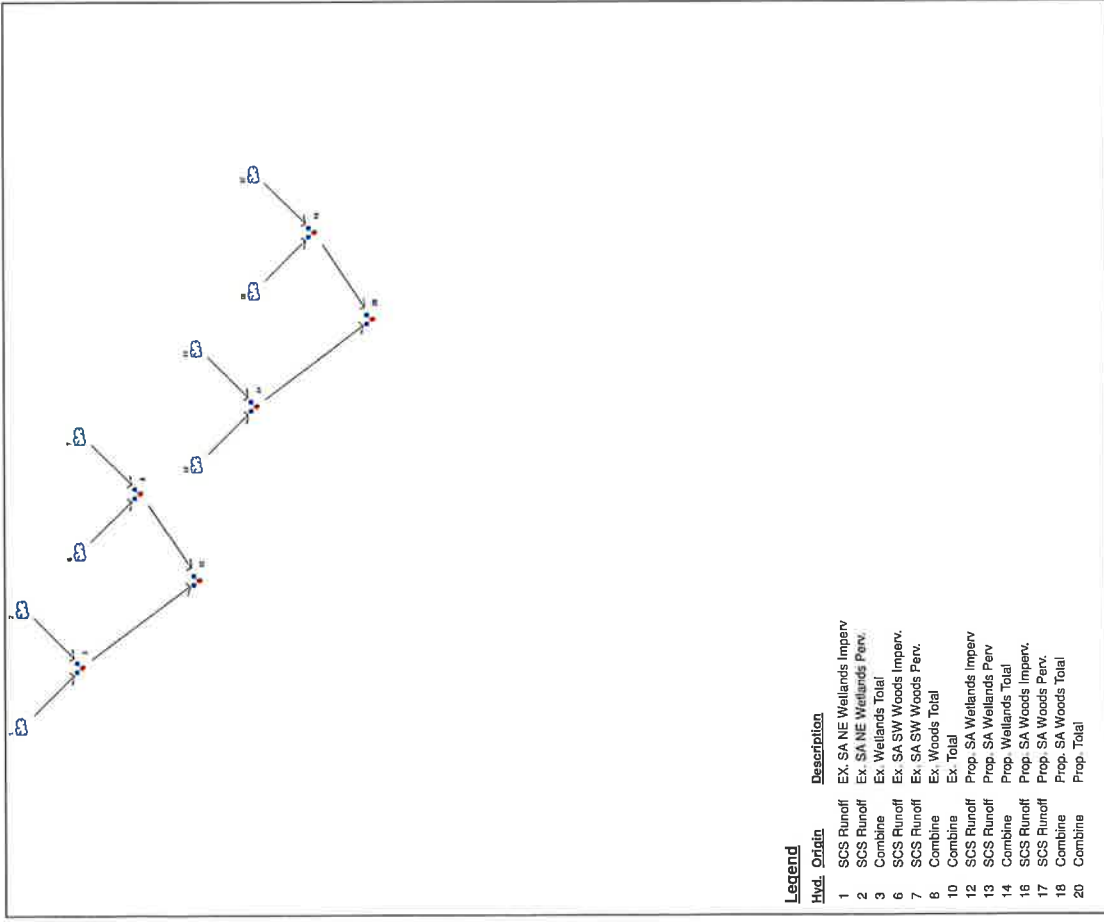 Legend
Hyd. Origin Description
1 SCS Runoff EX. SA NE Wetlands Imperv
2 SCS Runoff Ex. SA NE Wetlands Perv.
3 Combine Ex. Wetlands Total
6 SCS Runoff Ex. SA SW Woods Imperv.
7 SCS Runoff Ex. SA SW Woods Perv.
8 Combine Ex. Woods Total
10 Combine Ex. Total
12 SCS Runoff Prop. SA Wetlands Imperv
13 SCS Runoff Prop. SA Wetlands Perv
14 Combine Prop. Wetlands Total
16 SCS Runoff Prop. SA Woods Imperv.
17 SCS Runoff Prop. SA Woods Perv.
18 Combine Prop. SA Woods Total
20 Combine Prop. Total